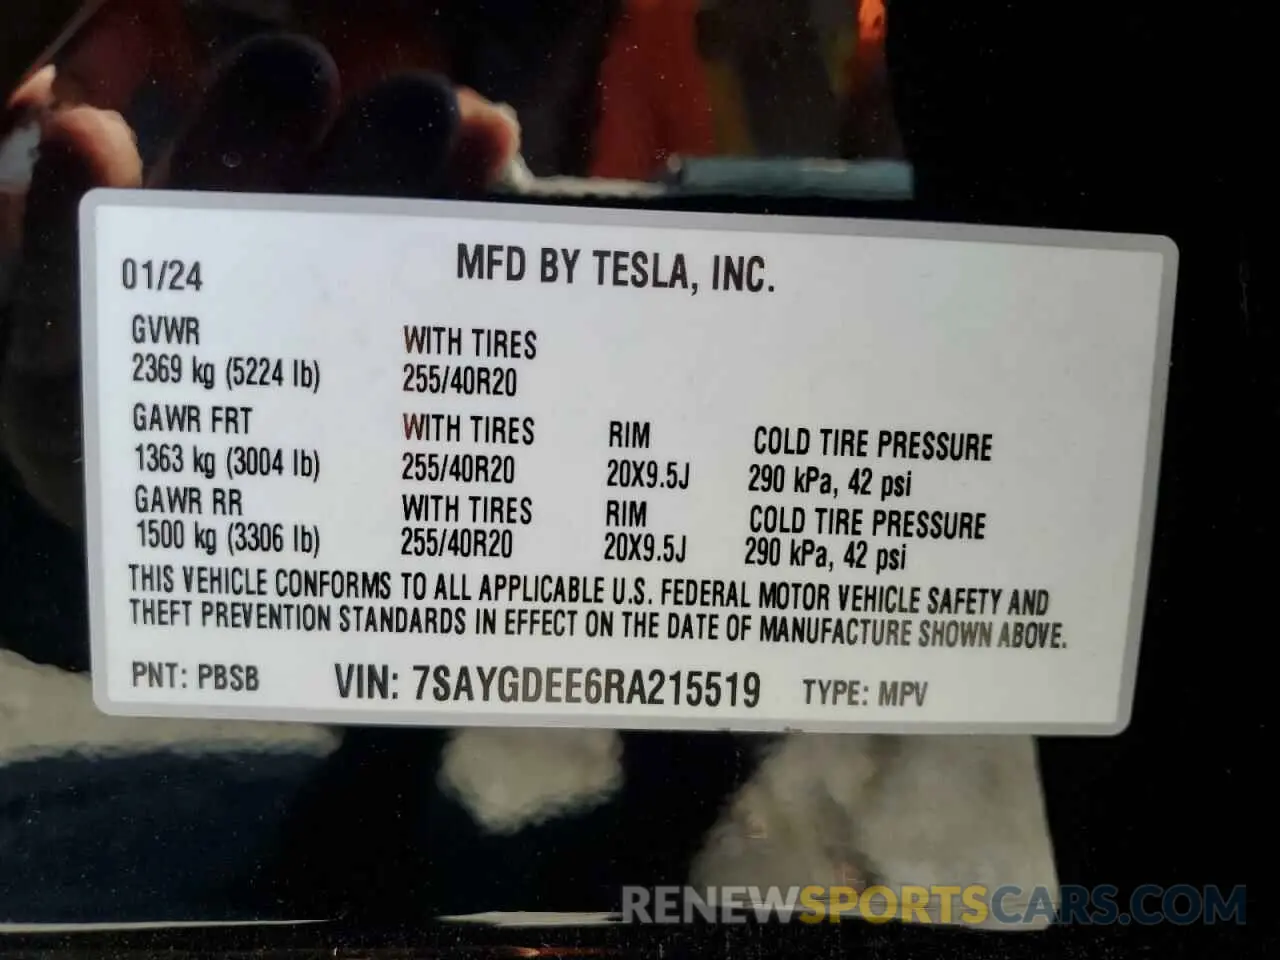 01/24 MFD BY TESLA, INC.
GVWR WITH TIRES
2369 kg (5224 lb) 255/40R20
GAWR FRT WITH TIRES RIM COLD TIRE PRESSURE
1363 kg (3004 lb) 255/40R20 20X9.5J 290 kPa, 42 psi
GAWR RR WITH TIRES RIM COLD TIRE PRESSURE
1500 kg (3306 lb) 255/40R20 20X9.5J 290 kPa, 42 psi
THIS VEHICLE CONFORMS TO ALL APPLICABLE U.S. FEDERAL MOTOR VEHICLE SAFETY AND
THEFT PREVENTION STANDARDS IN EFFECT ON THE DATE OF MANUFACTURE SHOWN ABOVE.
PNT: PBSB VIN: 7SAYGDEE6RA215519 TYPE: MPV
RENEWSPORTSCARS.COM